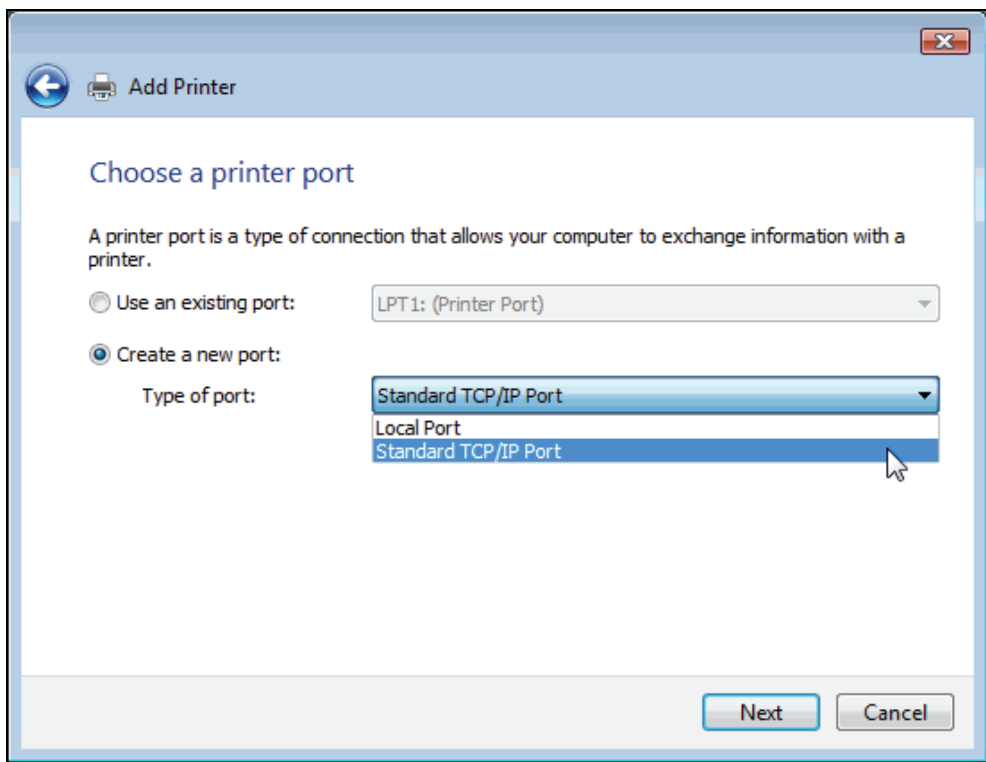 Add Printer
Choose a printer port
A printer port is a type of connection that allows your computer to exchange information with a
printer.
Use an existing port: LPT1: (Printer Port)
Create a new port:
Type of port: Standard TCP/IP Port
Local Port
Standard TCP/IP Port
Next Cancel